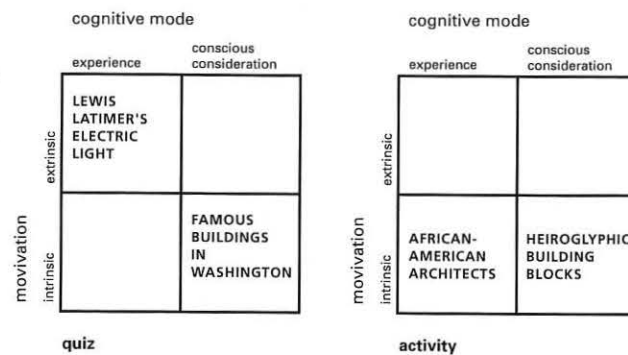 cognitive mode
experience
conscious
consideration
extrinsic
intrinsic
movivation
LEWIS
LATIMER'S
ELECTRIC
LIGHT
FAMOUS
BUILDINGS
IN
WASHINGTON
quiz
cognitive mode
experience
conscious
consideration
extrinsic
intrinsic
movivation
AFRICAN-
AMERICAN
ARCHITECTS
HEIROGLYPHIC
BUILDING
BLOCKS
activity